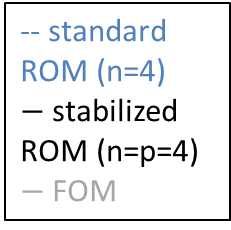 -- standard
ROM (n=4)
— stabilized
ROM (n=p=4)
— FOM